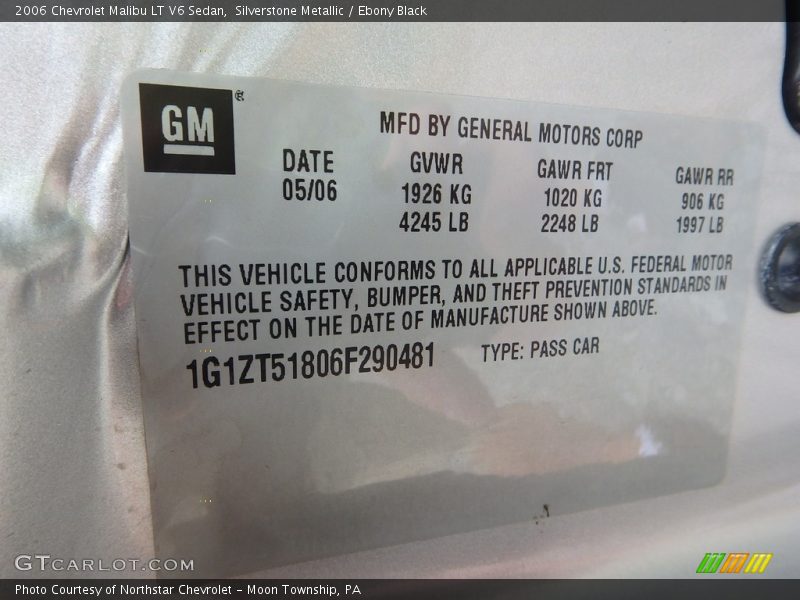 2006 Chevrolet Malibu LT V6 Sedan, Silverstone Metallic / Ebony Black
GM®
MFD BY GENERAL MOTORS CORP
DATE GVWR GAWR FRT GAWR RR
05/06 1926 KG 1020 KG 906 KG
4245 LB 2248 LB 1997 LB
THIS VEHICLE CONFORMS TO ALL APPLICABLE U.S. FEDERAL MOTOR
VEHICLE SAFETY, BUMPER, AND THEFT PREVENTION STANDARDS IN
EFFECT ON THE DATE OF MANUFACTURE SHOWN ABOVE.
1G1ZT51806F290481 TYPE: PASS CAR
GTCARLOT.COM
Photo Courtesy of Northstar Chevrolet - Moon Township, PA